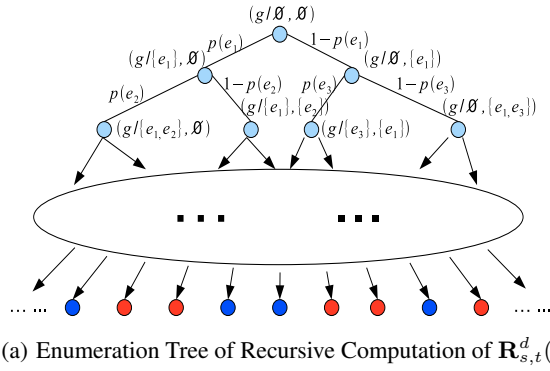 (g/∅, ∅)
p(e₁) 1−p(e₁)
(g/{e₁}, ∅) (g/∅, {e₁})
p(e₂) 1−p(e₂) p(e₃) 1−p(e₃)
(g/{e₁}, {e₂}) (g/∅, {e₁,e₃})
(g/{e₁,e₂}, ∅) (g/{e₃}, {e₁})
... ...
... ... ... ...
(a) Enumeration Tree of Recursive Computation of R^d_{s,t}(